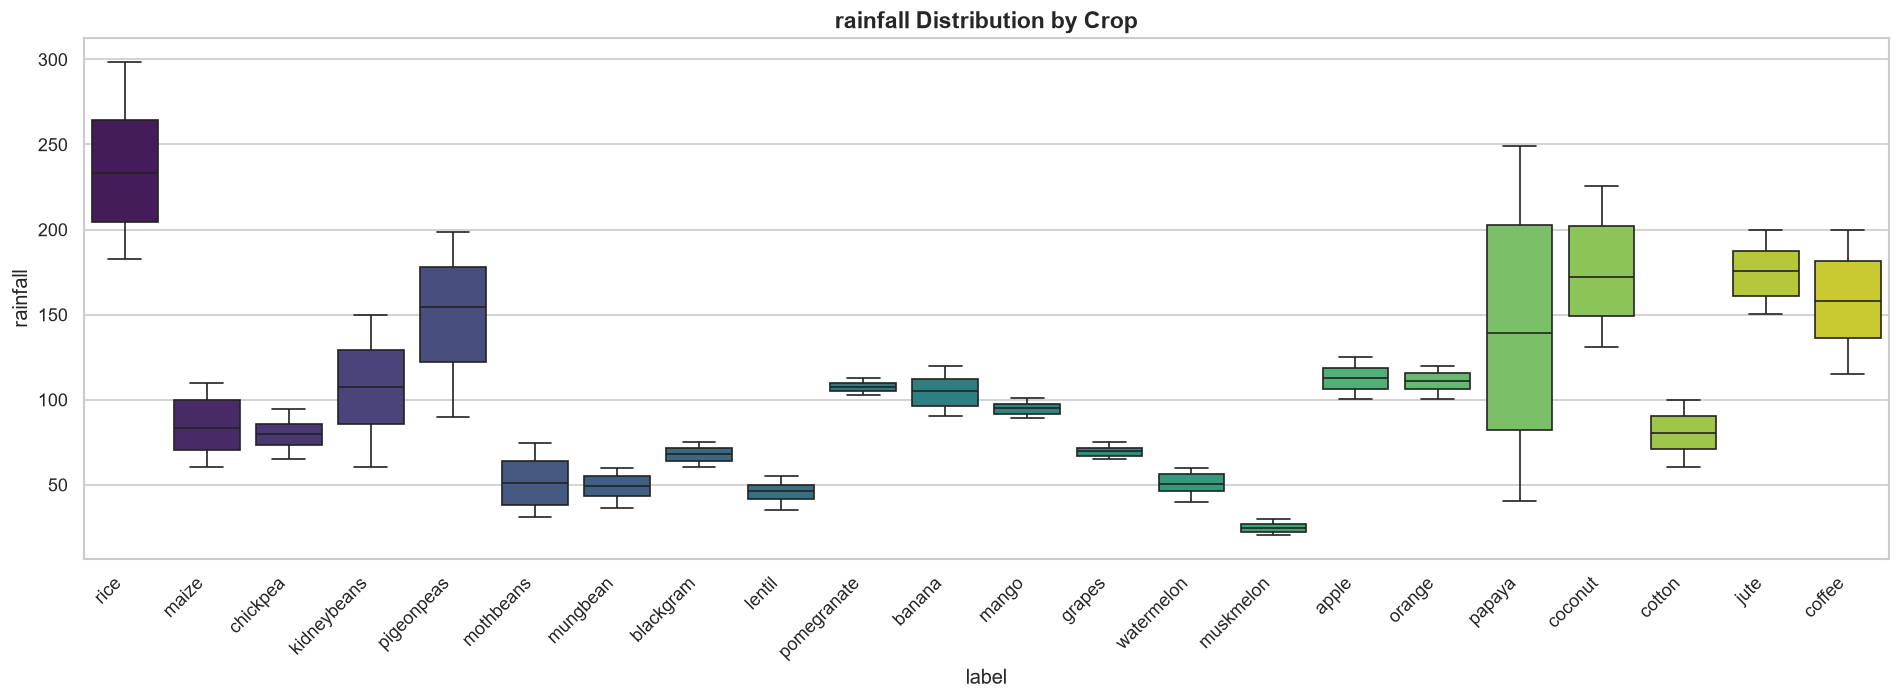 rainfall Distribution by Crop
300
250
200
150
100
50
rainfall
rice
maize
chickpea
kidneybeans
pigeonpeas
mothbeans
mungbean
blackgram
lentil
pomegranate
banana
mango
grapes
watermelon
muskmelon
apple
orange
papaya
coconut
cotton
jute
coffee
label